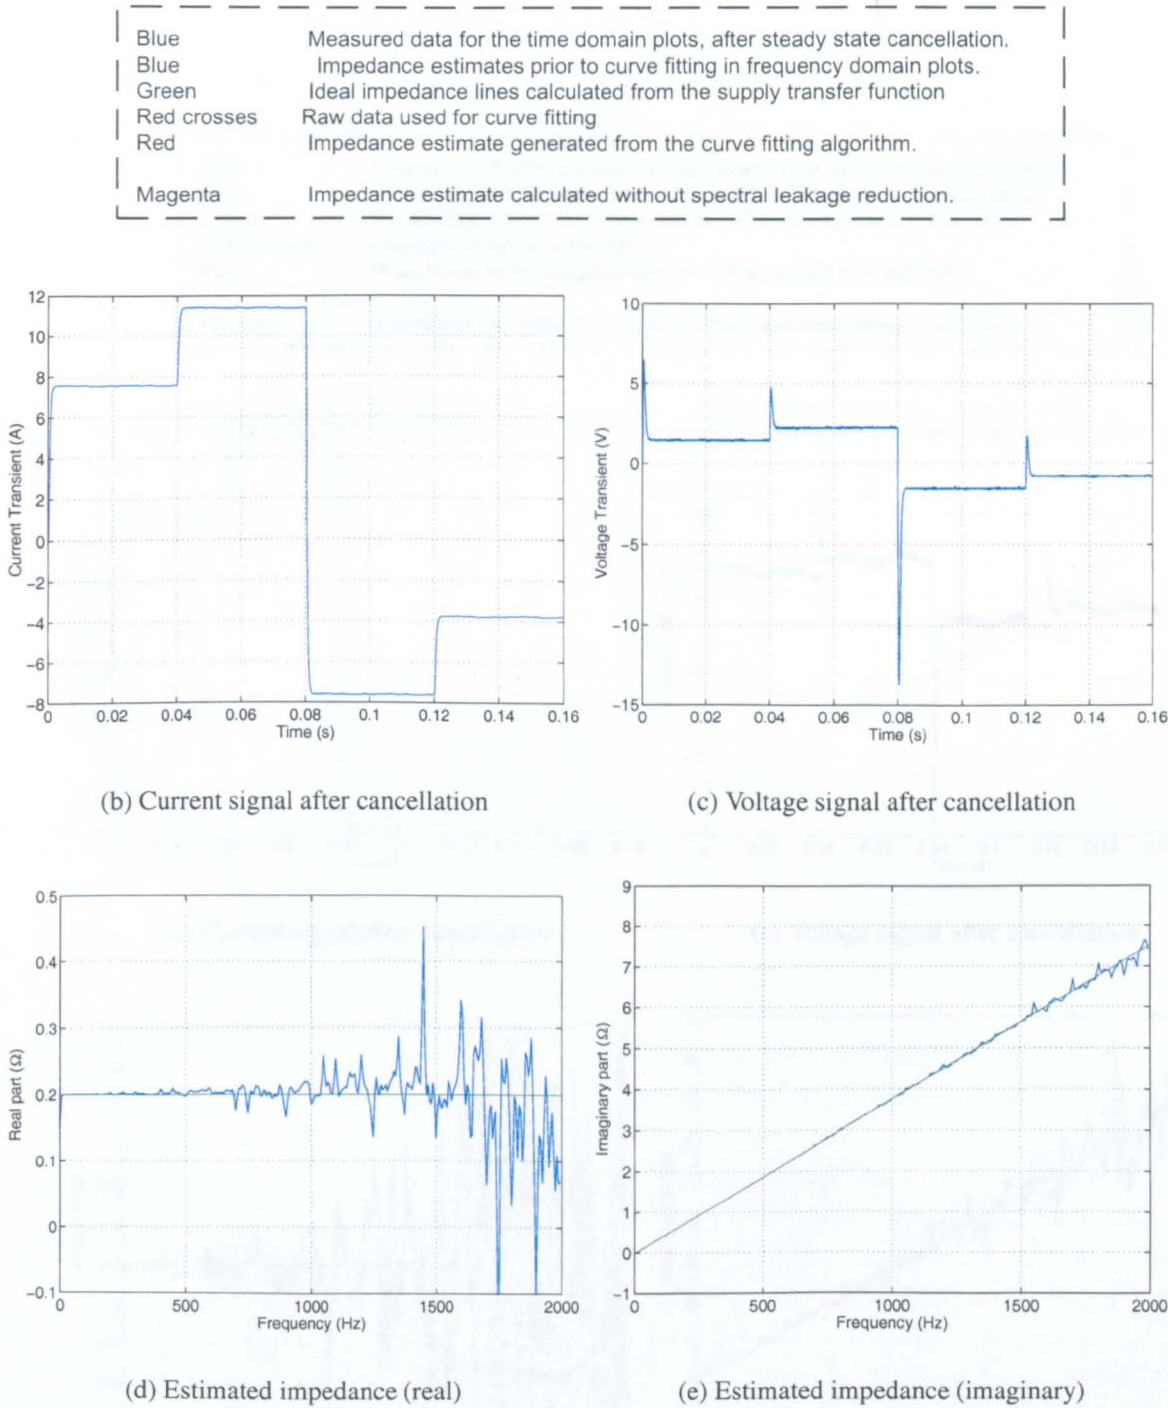 Blue Measured data for the time domain plots, after steady state cancellation.
Blue Impedance estimates prior to curve fitting in frequency domain plots.
Green Ideal impedance lines calculated from the supply transfer function
Red crosses Raw data used for curve fitting
Red Impedance estimate generated from the curve fitting algorithm.
Magenta Impedance estimate calculated without spectral leakage reduction.
Current Transient (A)
12
10
8
6
4
2
0
−2
−4
−6
−8
0 0.02 0.04 0.06 0.08 0.1 0.12 0.14 0.16
Time (s)
(b) Current signal after cancellation
Voltage Transient (V)
10
5
0
−5
−10
−15
0 0.02 0.04 0.06 0.08 0.1 0.12 0.14 0.16
Time (s)
(c) Voltage signal after cancellation
Real part (Ω)
0.5
0.4
0.3
0.2
0.1
0
−0.1
0 500 1000 1500 2000
Frequency (Hz)
(d) Estimated impedance (real)
Imaginary part (Ω)
9
8
7
6
5
4
3
2
1
0
−1
0 500 1000 1500 2000
Frequency (Hz)
(e) Estimated impedance (imaginary)